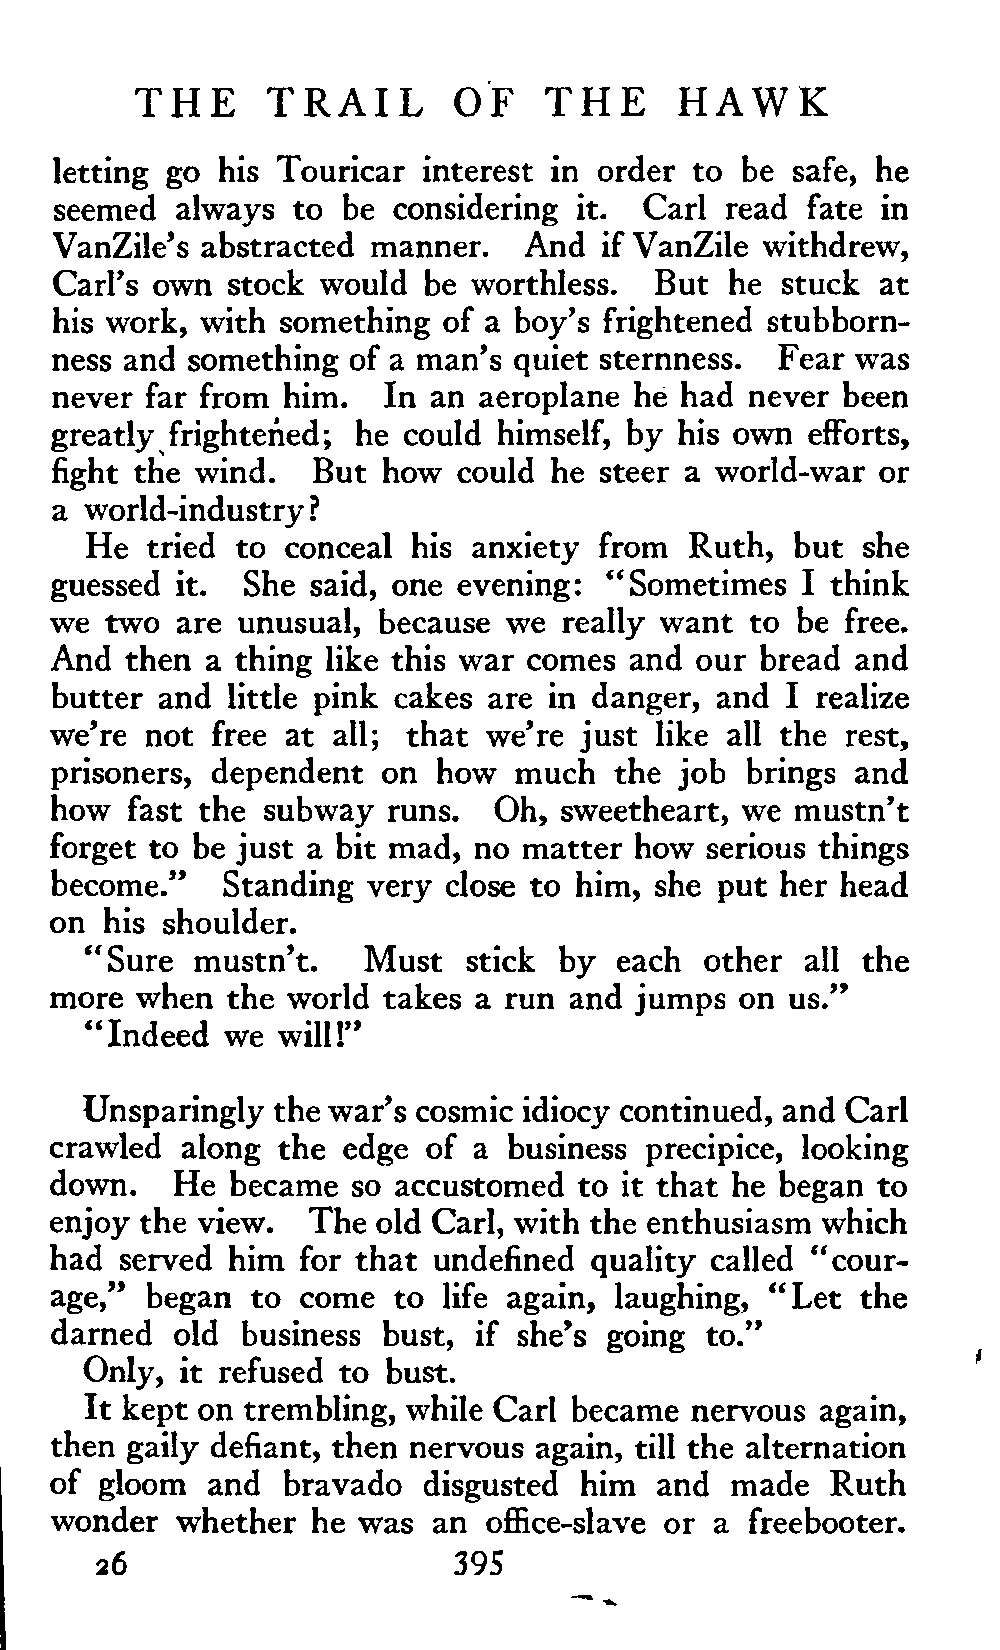 THE TRAIL OF THE HAWK
letting go his Touricar interest in order to be safe, he
seemed always to be considering it. Carl read fate in
VanZile's abstracted manner. And if VanZile withdrew,
Carl's own stock would be worthless. But he stuck at
his work, with something of a boy's frightened stubborn-
ness and something of a man's quiet sternness. Fear was
never far from him. In an aeroplane he had never been
greatly frightened; he could himself, by his own efforts,
fight the wind. But how could he steer a world-war or
a world-industry?
He tried to conceal his anxiety from Ruth, but she
guessed it. She said, one evening: "Sometimes I think
we two are unusual, because we really want to be free.
And then a thing like this war comes and our bread and
butter and little pink cakes are in danger, and I realize
we're not free at all; that we're just like all the rest,
prisoners, dependent on how much the job brings and
how fast the subway runs. Oh, sweetheart, we mustn't
forget to be just a bit mad, no matter how serious things
become." Standing very close to him, she put her head
on his shoulder.
"Sure mustn't. Must stick by each other all the
more when the world takes a run and jumps on us."
"Indeed we will!"
Unsparingly the war's cosmic idiocy continued, and Carl
crawled along the edge of a business precipice, looking
down. He became so accustomed to it that he began to
enjoy the view. The old Carl, with the enthusiasm which
had served him for that undefined quality called "cour-
age," began to come to life again, laughing, "Let the
darned old business bust, if she's going to."
Only, it refused to bust.
It kept on trembling, while Carl became nervous again,
then gaily defiant, then nervous again, till the alternation
of gloom and bravado disgusted him and made Ruth
wonder whether he was an office-slave or a freebooter.
26 395